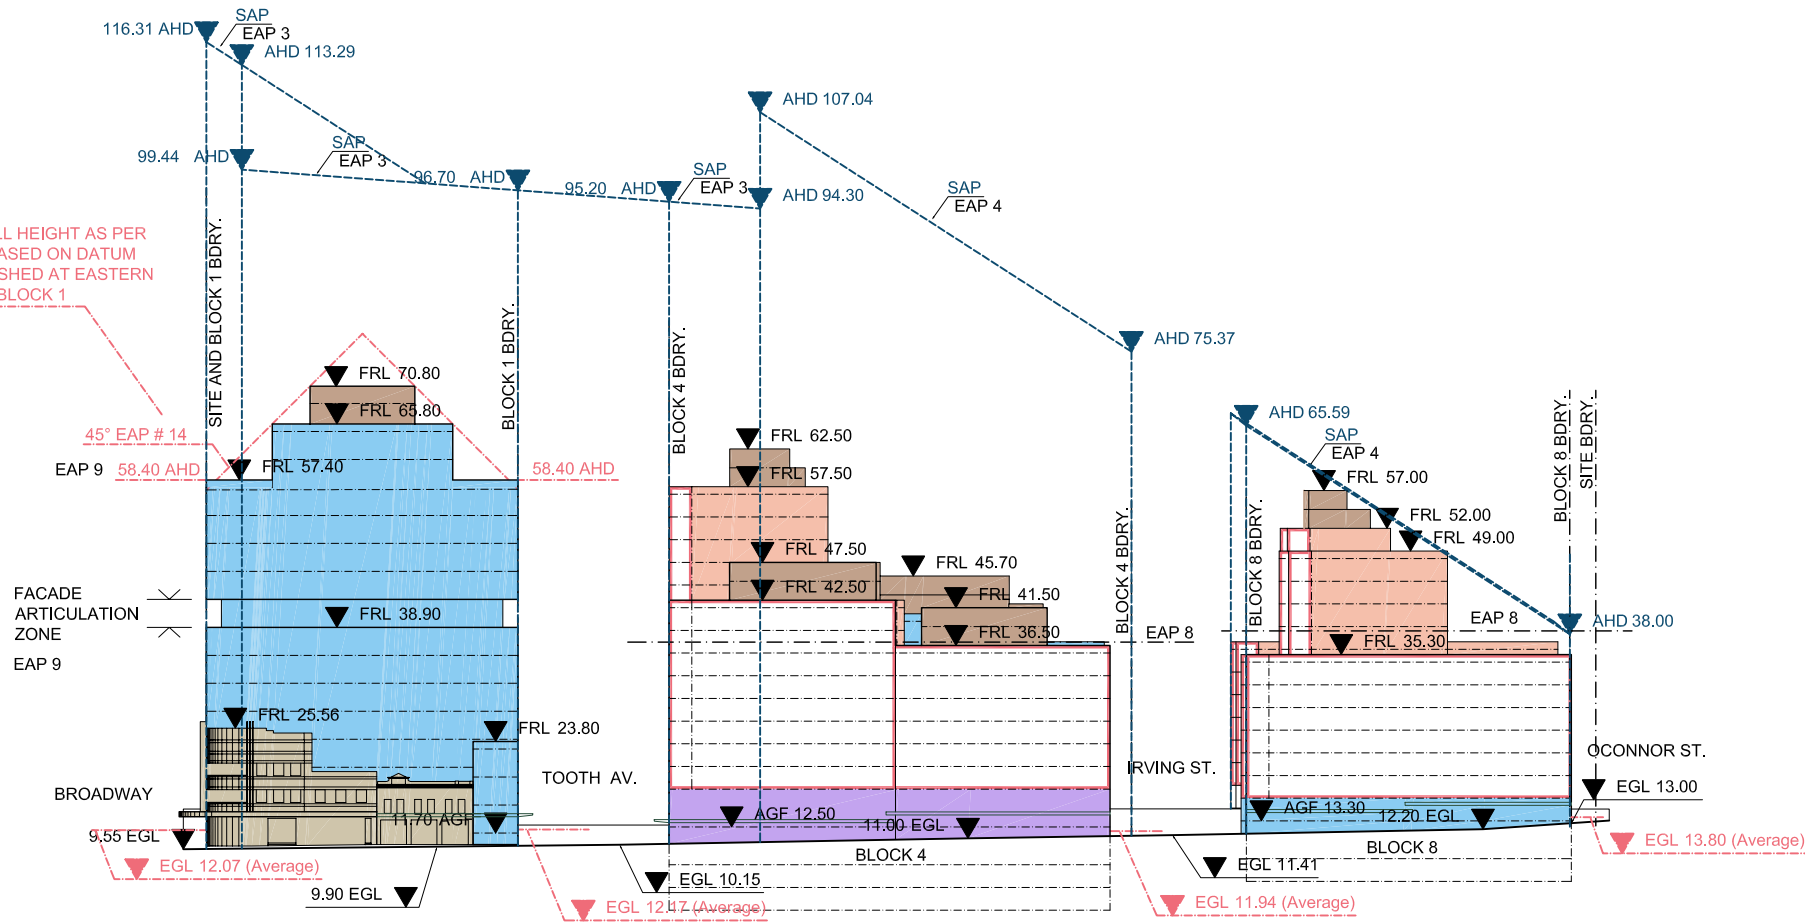 116.31 AHD
SAP
EAP 3
AHD 113.29
99.44 AHD
SAP
EAP 3
96.70 AHD
95.20 AHD
SAP
EAP 3
AHD 107.04
AHD 94.30
SAP
EAP 4
AHD 75.37
HEIGHT AS PER
ON DATUM
AT EASTERN
BLOCK 1
SITE AND BLOCK 1 BDRY.
BLOCK 1 BDRY.
BLOCK 4 BDRY.
BLOCK 4 BDRY.
BLOCK 8 BDRY.
BLOCK 8 BDRY.
SITE BDRY.
45° EAP # 14
EAP 9
58.40 AHD
58.40 AHD
FRL 70.80
FRL 65.80
FRL 57.40
FRL 38.90
FRL 25.56
FRL 23.80
FACADE
ARTICULATION
ZONE
EAP 9
BROADWAY
11.70 AGF
9.55 EGL
EGL 12.07 (Average)
9.90 EGL
TOOTH AV.
FRL 62.50
FRL 57.50
FRL 47.50
FRL 42.50
FRL 45.70
FRL 41.50
FRL 36.50
EAP 8
AGF 12.50
11.00 EGL
BLOCK 4
EGL 10.15
EGL 12.17 (Average)
IRVING ST.
EGL 11.41
EGL 11.94 (Average)
AHD 65.59
SAP
EAP 4
FRL 57.00
FRL 52.00
FRL 49.00
EAP 8
AHD 38.00
FRL 35.30
OCONNOR ST.
EGL 13.00
AGF 13.30
12.20 EGL
BLOCK 8
EGL 13.80 (Average)